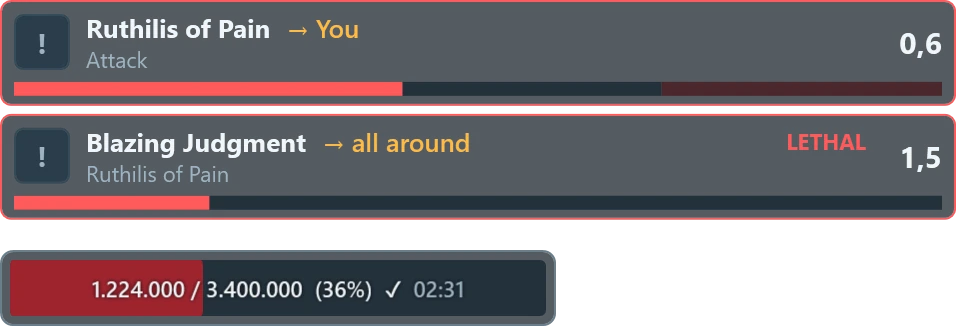 ! Ruthilis of Pain → You 0,6
Attack
! Blazing Judgment → all around LETHAL 1,5
Ruthilis of Pain
1.224.000 / 3.400.000 (36%) ✓ 02:31